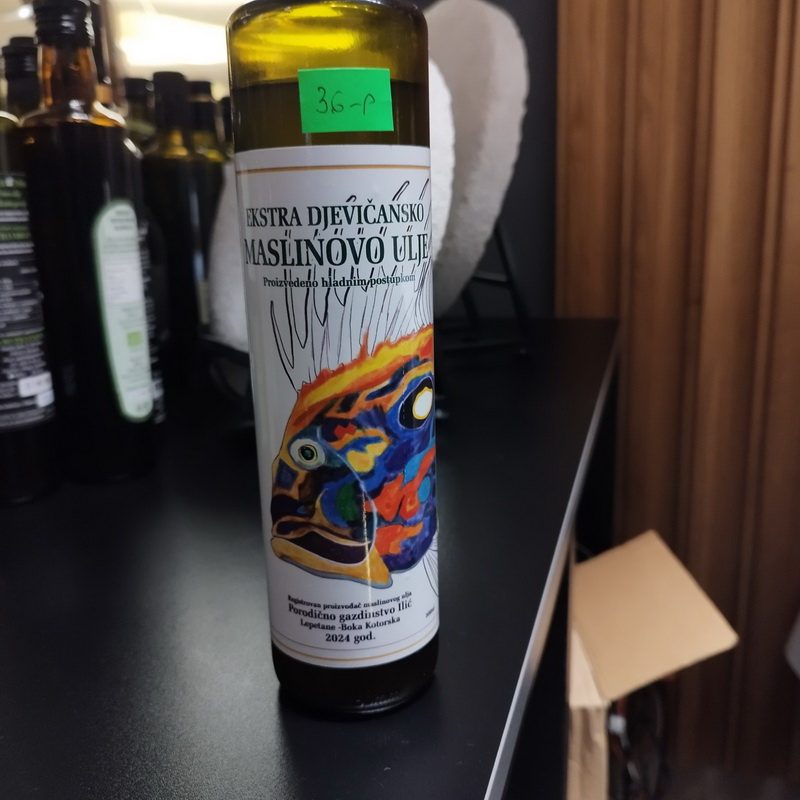 36-P
EKSTRA DJEVIČANSKO
MASLINOVO ULJE
Proizvedeno hladnim postupkom
Registrovan proizvođač maslinovog ulja
Porodično gazdinstvo Ilić
Lepetane -Boka Kotorska
2024 god.